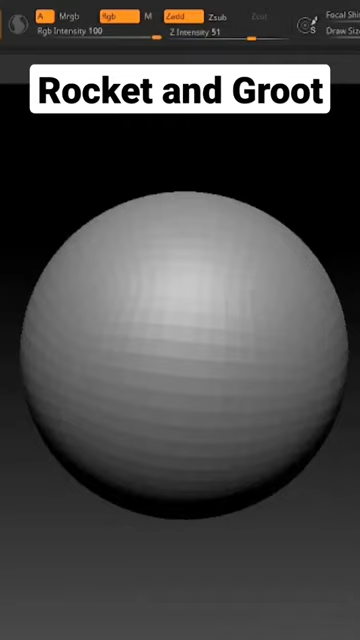 A Mrgb Rgb M Zadd Zsub Zcut Focal Shi
Rgb Intensity 100 Z Intensity 51 Draw Siz
S
Rocket and Groot